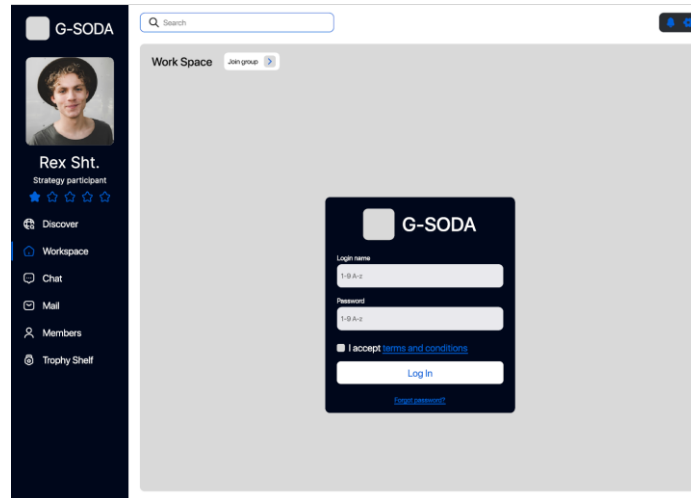 G-SODA
Search
Work Space
Join group
Rex Sht.
Strategy participant
Discover
Workspace
Chat
Mail
Members
Trophy Shelf
G-SODA
Login name
1-9 A-z
Password
1-9 A-z
I accept terms and conditions
Log In
Forgot password?